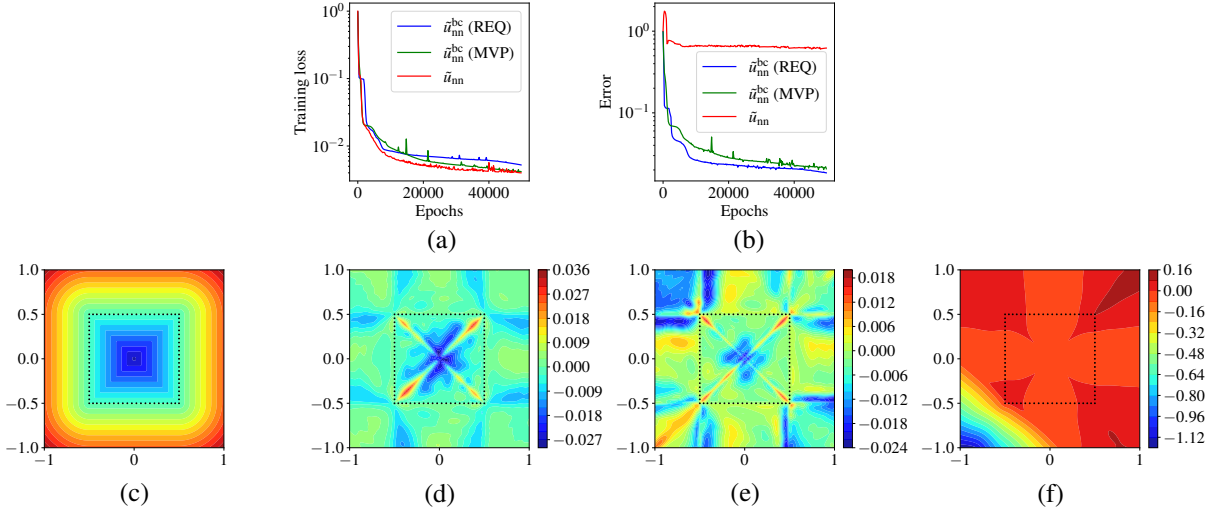 10⁻¹
10⁻²
Training loss
ũ^bc_nn (REQ)
ũ^bc_nn (MVP)
ũ_nn
0 20000 40000
Epochs
(a)
10⁰
10⁻¹
Error
ũ^bc_nn (REQ)
ũ^bc_nn (MVP)
ũ_nn
0 20000 40000
Epochs
(b)
1.0
0.5
0.0
−0.5
−1.0
−1 0 1
(c)
1.0
0.5
0.0
−0.5
−1.0
−1 0 1
0.036
0.027
0.018
0.009
0.000
−0.009
−0.018
−0.027
(d)
1.0
0.5
0.0
−0.5
−1.0
−1 0 1
0.018
0.012
0.006
0.000
−0.006
−0.012
−0.018
−0.024
(e)
1.0
0.5
0.0
−0.5
−1.0
−1 0 1
0.16
0.00
−0.16
−0.32
−0.48
−0.64
−0.80
−0.96
−1.12
(f)